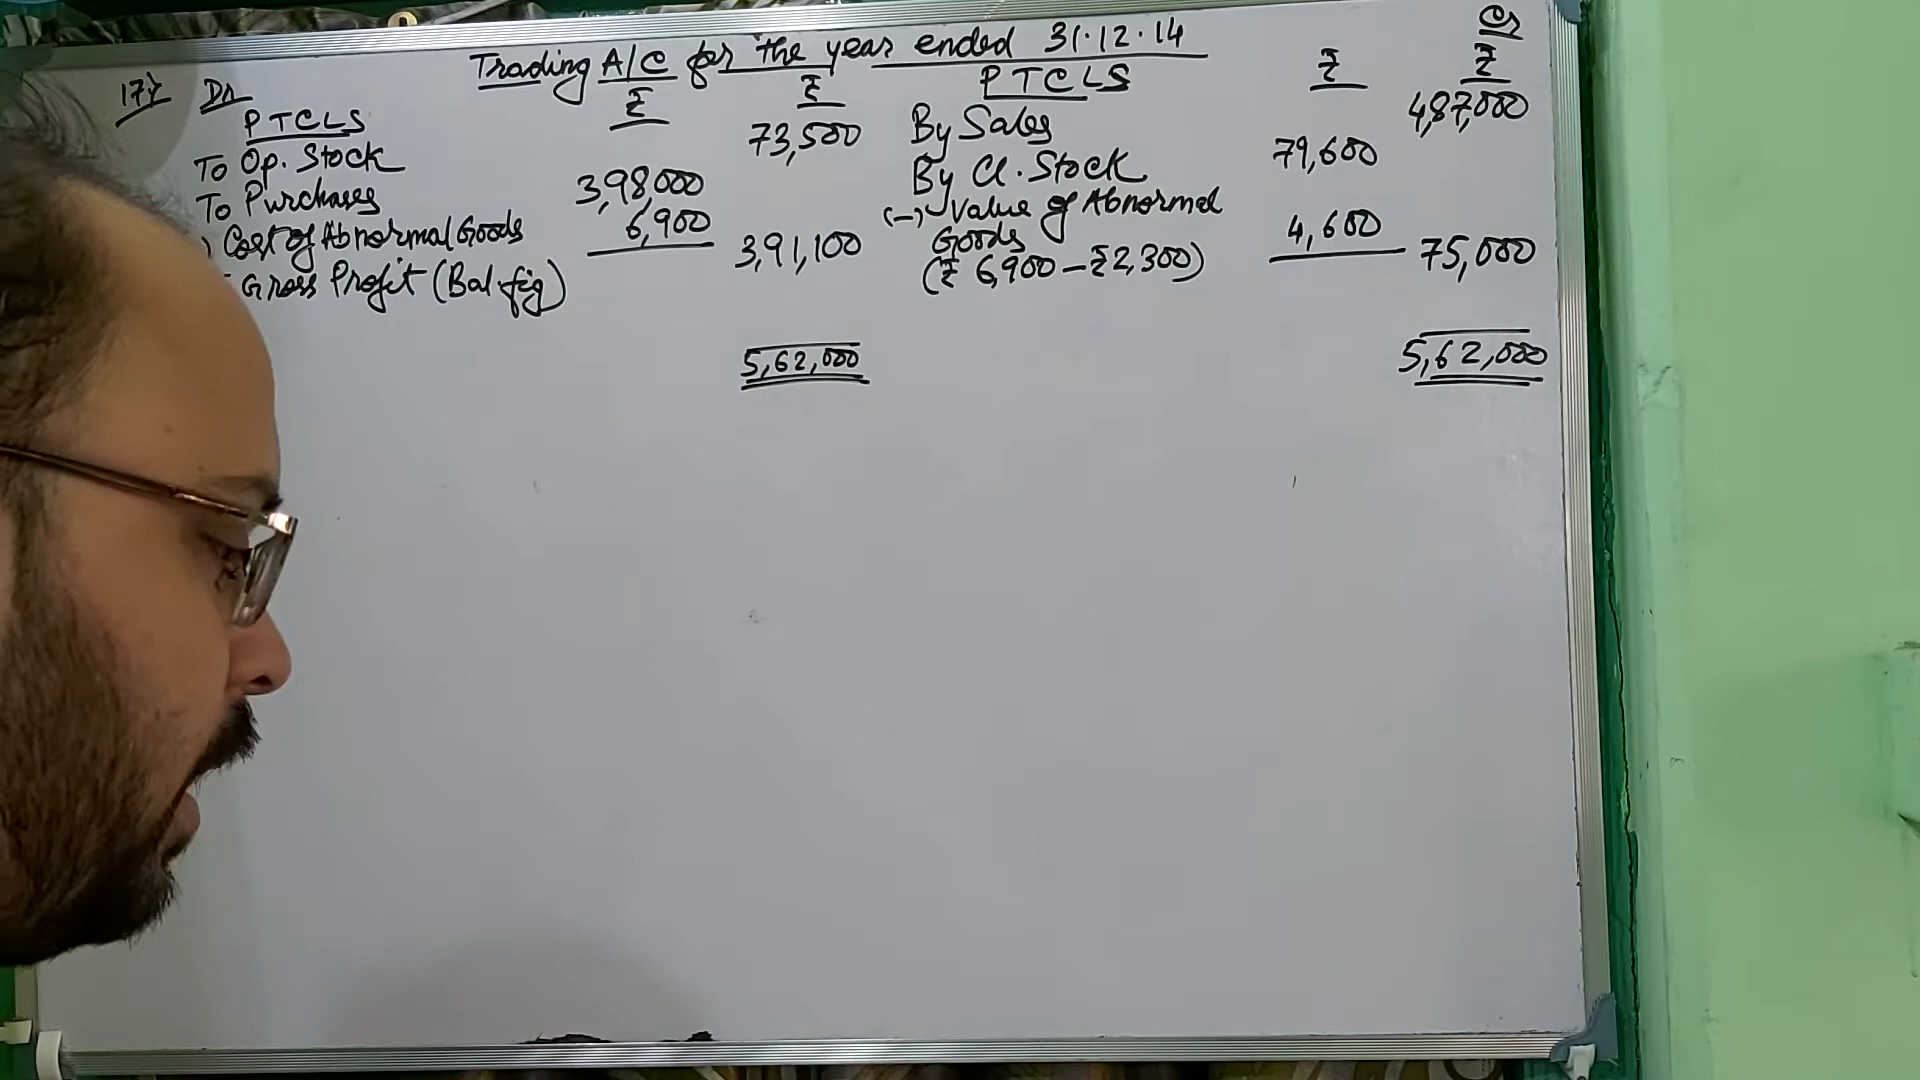 Trading A/C for the year ended 31.12.14
17) Dr Cr
PTCLS ₹ ₹ PTCLS ₹ ₹
To Op. Stock 73,500 By Sales 4,87,000
To Purchases 3,98,000 By Cl. Stock 79,600
Cost of Abnormal Goods 6,900 391,100 (-) Value of Abnormal
Goods 4,600 75,000
Gross Profit (Bal. fig) (₹ 6,900 - ₹2,300)
5,62,000 5,62,000